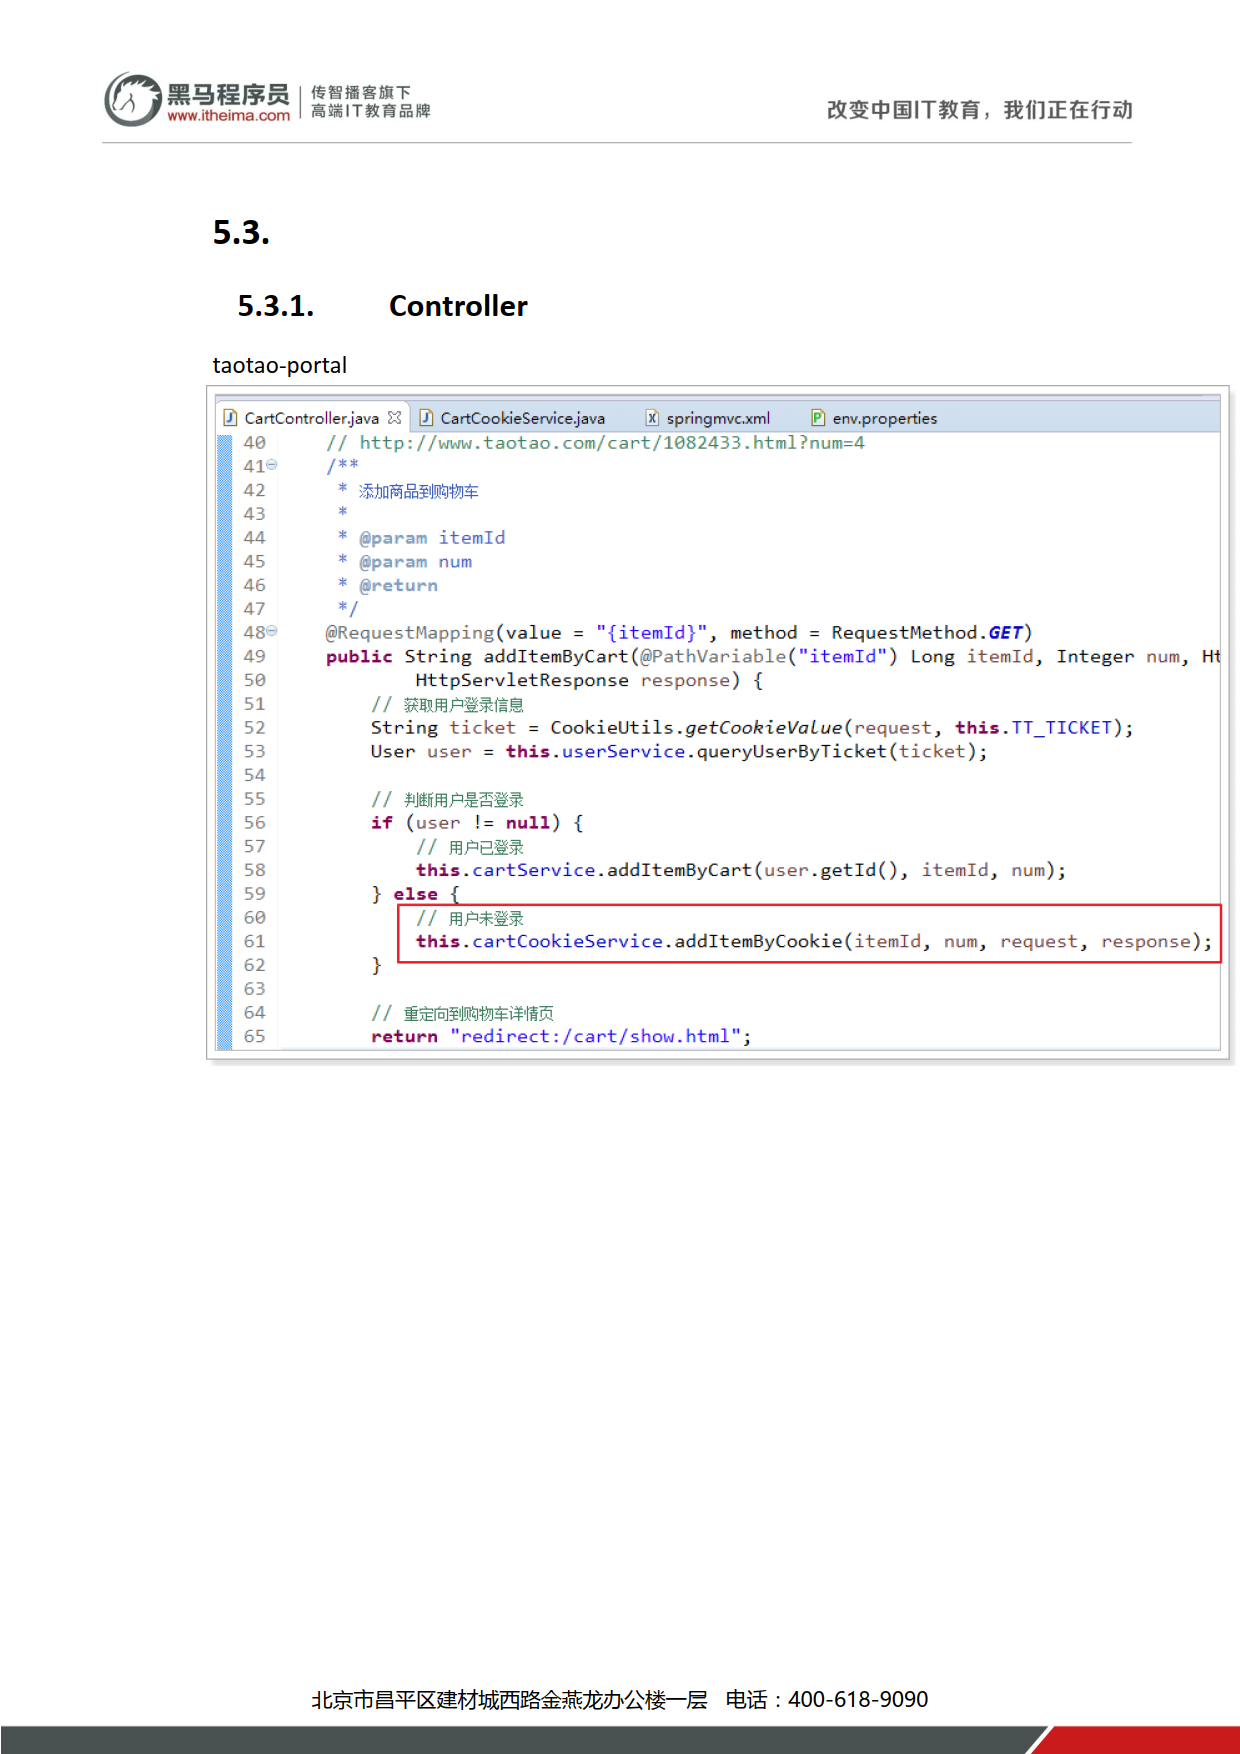 黑马程序员
www.itheima.com
传智播客旗下
高端IT教育品牌
改变中国IT教育，我们正在行动
5.3.
5.3.1. Controller
taotao-portal
CartController.java CartCookieService.java springmvc.xml env.properties
40 // http://www.taotao.com/cart/1082433.html?num=4
41 /**
42 * 添加商品到购物车
43 *
44 * @param itemId
45 * @param num
46 * @return
47 */
48 @RequestMapping(value = "{itemId}", method = RequestMethod.GET)
49 public String addItemByCart(@PathVariable("itemId") Long itemId, Integer num, Ht
50 HttpServletResponse response) {
51 // 获取用户登录信息
52 String ticket = CookieUtils.getCookieValue(request, this.TT_TICKET);
53 User user = this.userService.queryUserByTicket(ticket);
54
55 // 判断用户是否登录
56 if (user != null) {
57 // 用户已登录
58 this.cartService.addItemByCart(user.getId(), itemId, num);
59 } else {
60 // 用户未登录
61 this.cartCookieService.addItemByCookie(itemId, num, request, response);
62 }
63
64 // 重定向到购物车详情页
65 return "redirect:/cart/show.html";
北京市昌平区建材城西路金燕龙办公楼一层 电话：400-618-9090